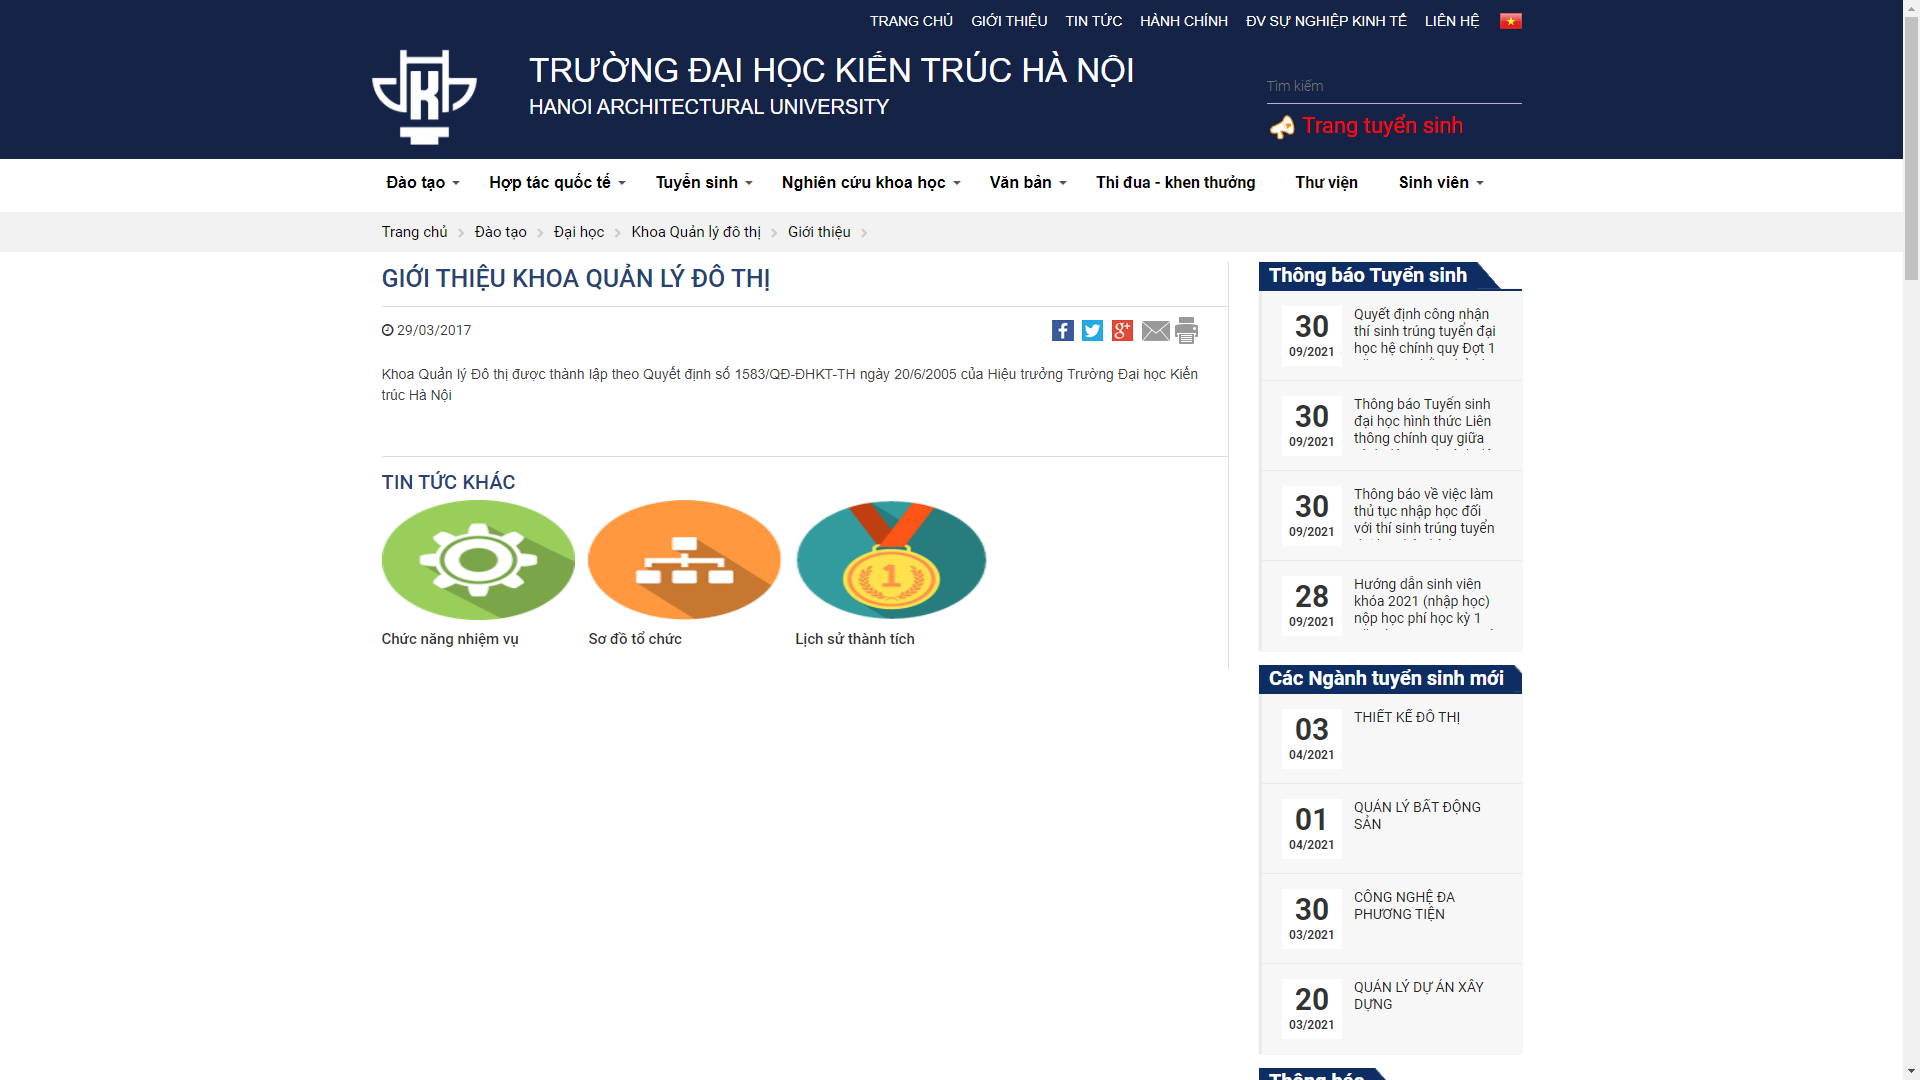 TRANG CHỦ GIỚI THIỆU TIN TỨC HÀNH CHÍNH ĐV SỰ NGHIỆP KINH TẾ LIÊN HỆ
TRƯỜNG ĐẠI HỌC KIẾN TRÚC HÀ NỘI
HANOI ARCHITECTURAL UNIVERSITY
Tìm kiếm
Trang tuyển sinh
Đào tạo Hợp tác quốc tế Tuyển sinh Nghiên cứu khoa học Văn bản Thi đua - khen thưởng Thư viện Sinh viên
Trang chủ Đào tạo Đại học Khoa Quản lý đô thị Giới thiệu
GIỚI THIỆU KHOA QUẢN LÝ ĐÔ THỊ
29/03/2017
Khoa Quản lý Đô thị được thành lập theo Quyết định số 1583/QĐ-ĐHKT-TH ngày 20/6/2005 của Hiệu trưởng Trường Đại học Kiến
trúc Hà Nội
TIN TỨC KHÁC
1
Chức năng nhiệm vụ
Sơ đồ tổ chức
Lịch sử thành tích
Thông báo Tuyển sinh
30
09/2021
Quyết định công nhận
thí sinh trúng tuyển đại
học hệ chính quy Đợt 1
30
09/2021
Thông báo Tuyển sinh
đại học hình thức Liên
thông chính quy giữa
30
09/2021
Thông báo về việc làm
thủ tục nhập học đối
với thí sinh trúng tuyển
28
09/2021
Hướng dẫn sinh viên
khóa 2021 (nhập học)
nộp học phí học kỳ 1
Các Ngành tuyển sinh mới
03
04/2021
THIẾT KẾ ĐÔ THỊ
01
04/2021
QUẢN LÝ BẤT ĐỘNG
SẢN
30
03/2021
CÔNG NGHỆ ĐA
PHƯƠNG TIỆN
20
03/2021
QUẢN LÝ DỰ ÁN XÂY
DỰNG
Thông báo